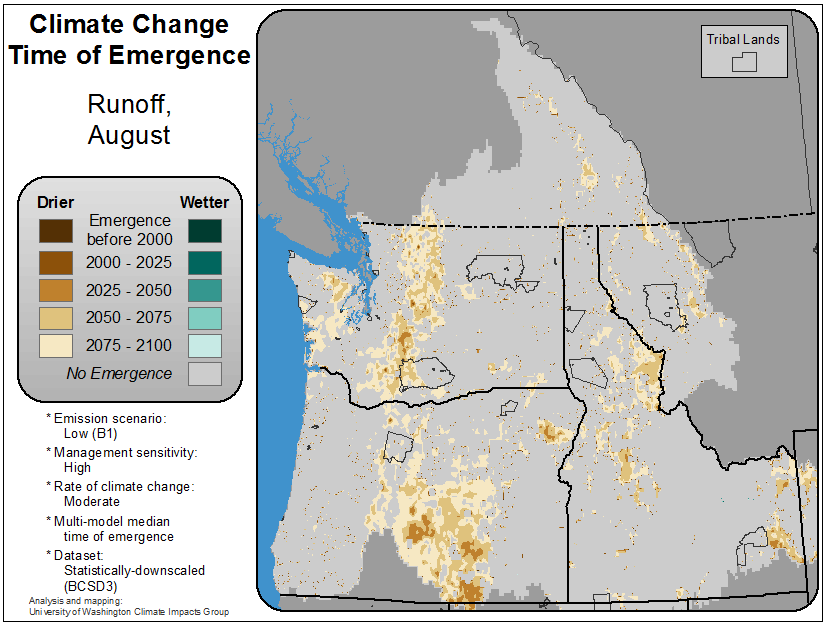 Climate Change
Time of Emergence
Runoff,
August
Tribal Lands
Drier
Wetter
Emergence
before 2000
2000 - 2025
2025 - 2050
2050 - 2075
2075 - 2100
No Emergence
* Emission scenario:
Low (B1)
* Management sensitivity:
High
* Rate of climate change:
Moderate
* Multi-model median
time of emergence
* Dataset:
Statistically-downscaled
(BCSD3)
Analysis and mapping:
University of Washington Climate Impacts Group